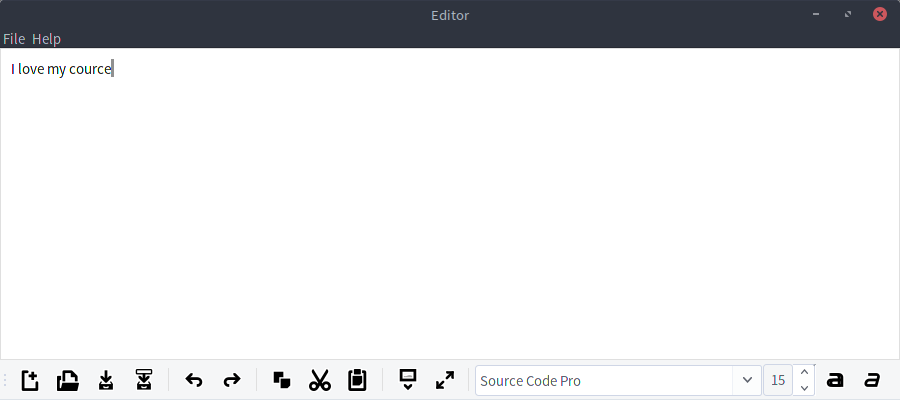 Editor
File Help
I love my cource
Source Code Pro
15
a a